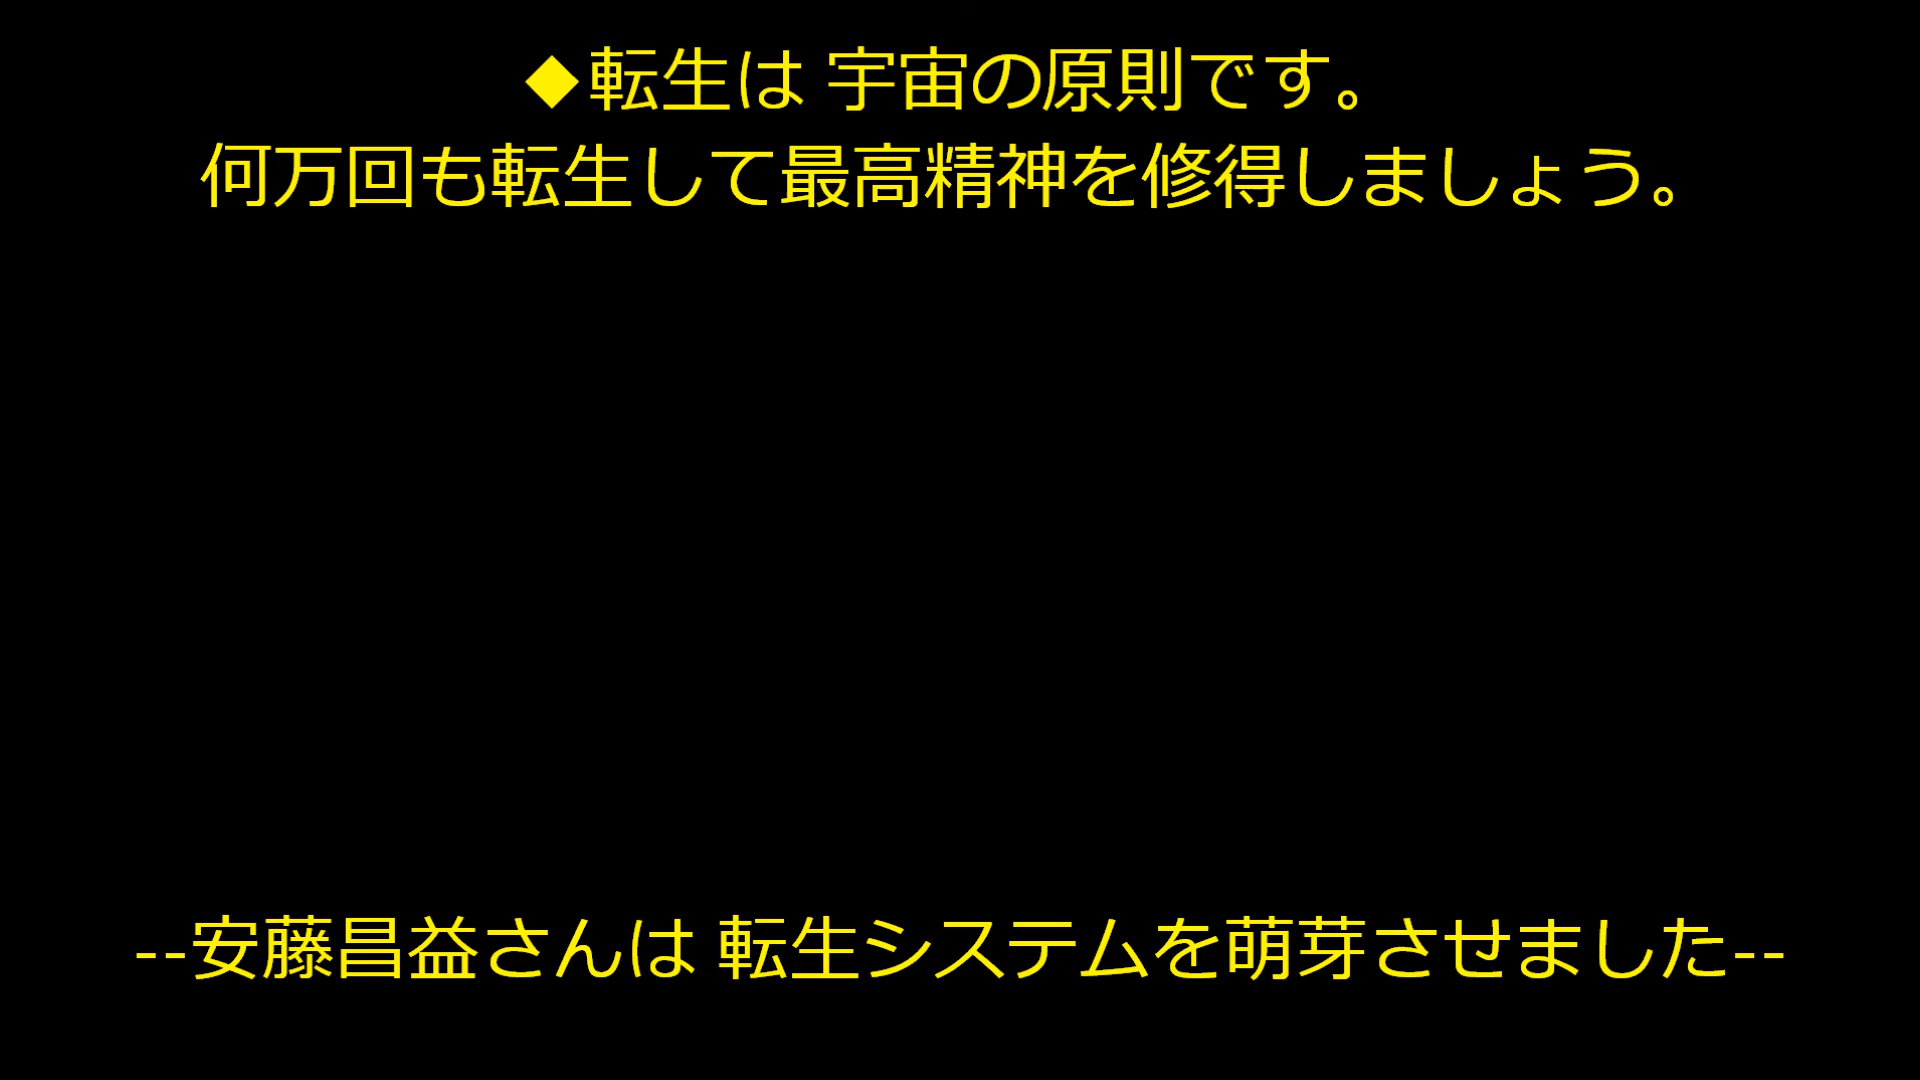 ◆転生は 宇宙の原則です。
何万回も転生して最高精神を修得しましょう。
--安藤昌益さんは 転生システムを萌芽させました--